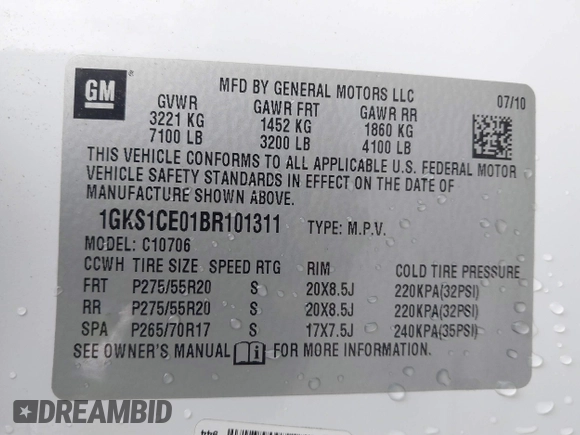 GM
MFD BY GENERAL MOTORS LLC
07/10
GVWR GAWR FRT GAWR RR
3221 KG 1452 KG 1860 KG
7100 LB 3200 LB 4100 LB
THIS VEHICLE CONFORMS TO ALL APPLICABLE U.S. FEDERAL MOTOR
VEHICLE SAFETY STANDARDS IN EFFECT ON THE DATE OF
MANUFACTURE SHOWN ABOVE.
1GKS1CE01BR101311 TYPE: M.P.V.
MODEL: C10706
CCWH TIRE SIZE SPEED RTG RIM COLD TIRE PRESSURE
FRT P275/55R20 S 20X8.5J 220KPA(32PSI)
RR P275/55R20 S 20X8.5J 220KPA(32PSI)
SPA P265/70R17 S 17X7.5J 240KPA(35PSI)
SEE OWNER'S MANUAL FOR MORE INFORMATION.
DREAMBID